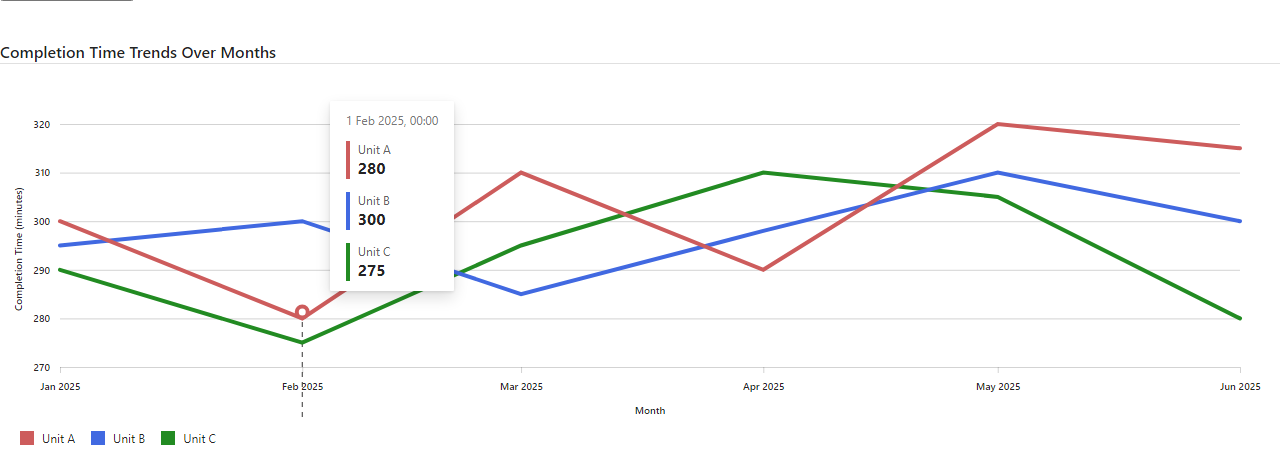 Completion Time Trends Over Months
1 Feb 2025, 00:00
Unit A
280
Unit B
300
Unit C
275
320
310
300
290
280
270
Completion Time (minutes)
Jan 2025 Feb 2025 Mar 2025 Apr 2025 May 2025 Jun 2025
Month
Unit A Unit B Unit C